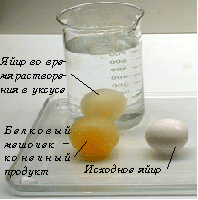 Яйцо во вре-
мя растворе-
ния в уксусе
Белковый
мешочек –
конечный
продукт
Исходное яйцо